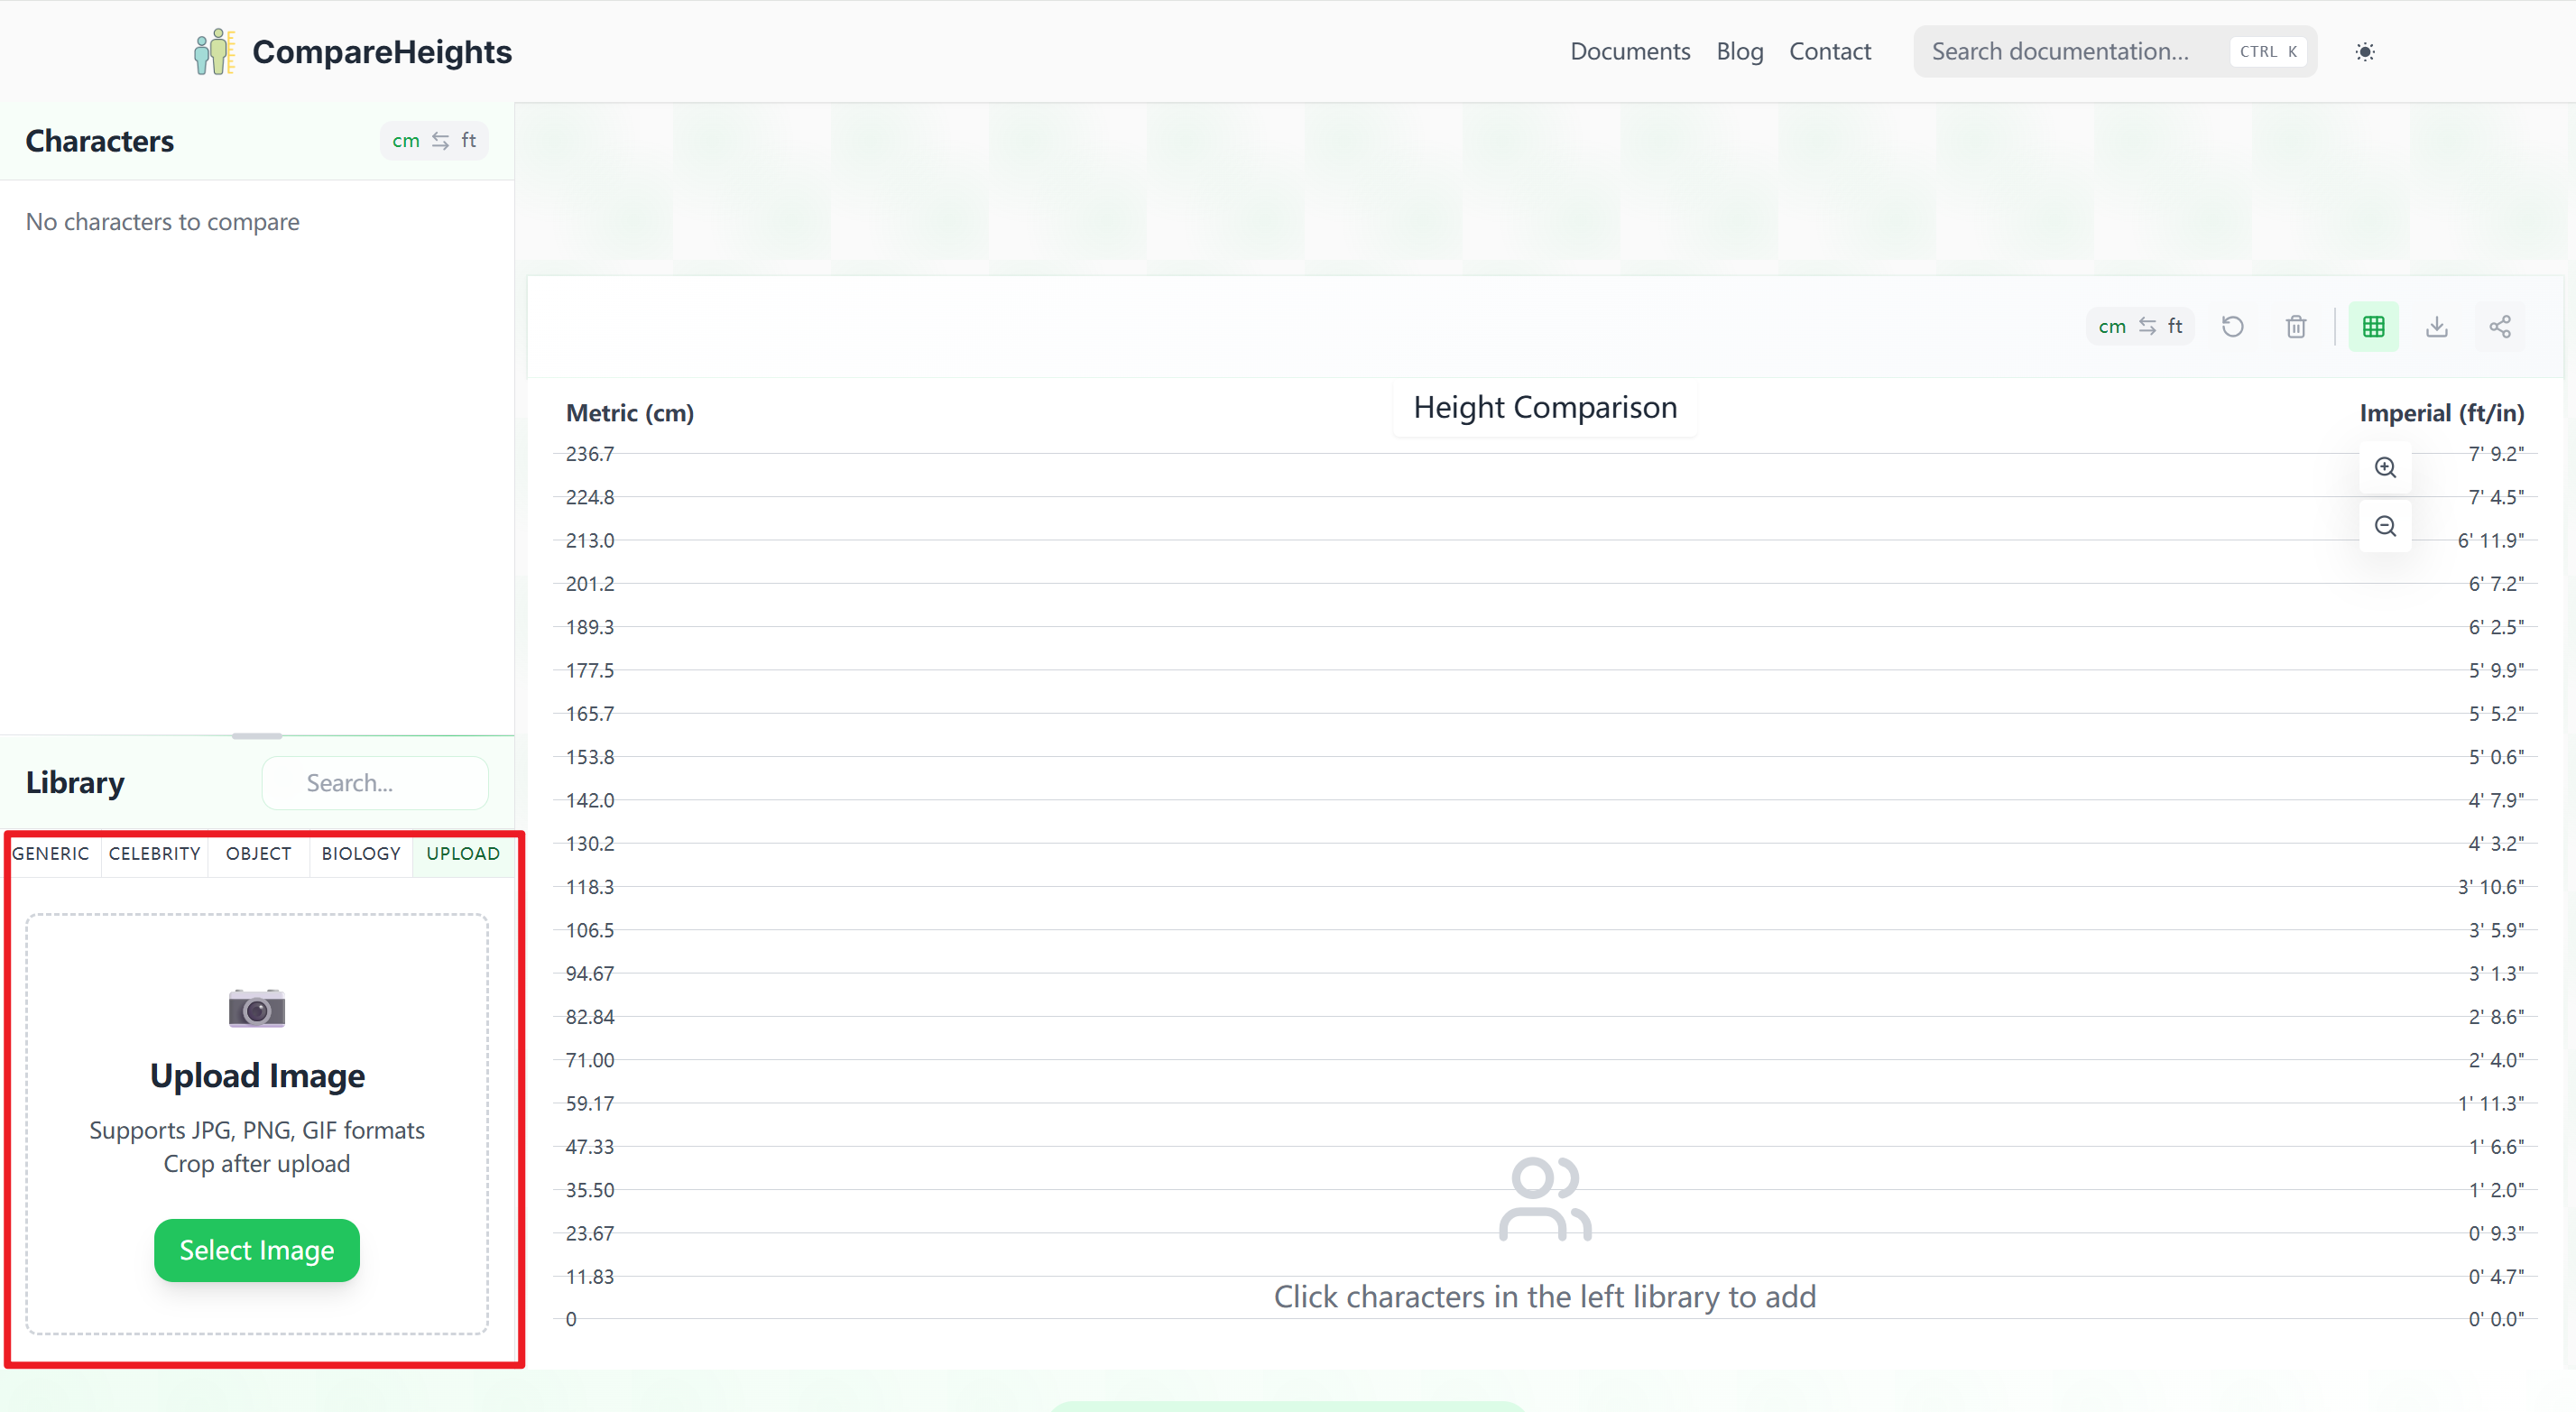 CompareHeights
Documents Blog Contact Search documentation... CTRL K
Characters cm ft
No characters to compare
cm ft
Height Comparison
Metric (cm) Imperial (ft/in)
236.7 7' 9.2"
224.8 7' 4.5"
213.0 6' 11.9"
201.2 6' 7.2"
189.3 6' 2.5"
177.5 5' 9.9"
165.7 5' 5.2"
153.8 5' 0.6"
142.0 4' 7.9"
130.2 4' 3.2"
118.3 3' 10.6"
106.5 3' 5.9"
94.67 3' 1.3"
82.84 2' 8.6"
71.00 2' 4.0"
59.17 1' 11.3"
47.33 1' 6.6"
35.50 1' 2.0"
23.67 0' 9.3"
11.83 0' 4.7"
0 0' 0.0"
Click characters in the left library to add
Library Search...
GENERIC CELEBRITY OBJECT BIOLOGY UPLOAD
Upload Image
Supports JPG, PNG, GIF formats
Crop after upload
Select Image